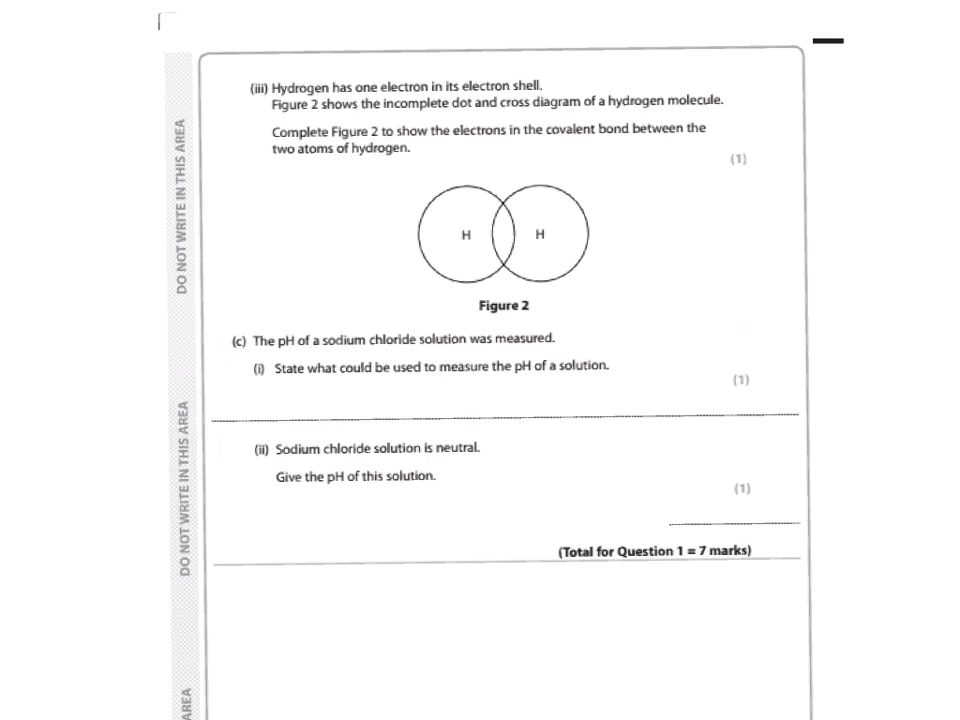 (iii) Hydrogen has one electron in its electron shell.
Figure 2 shows the incomplete dot and cross diagram of a hydrogen molecule.
Complete Figure 2 to show the electrons in the covalent bond between the
two atoms of hydrogen.
(1)
H H
Figure 2
(c) The pH of a sodium chloride solution was measured.
(i) State what could be used to measure the pH of a solution.
(1)
(ii) Sodium chloride solution is neutral.
Give the pH of this solution.
(1)
(Total for Question 1 = 7 marks)
DO NOT WRITE IN THIS AREA
DO NOT WRITE IN THIS AREA
AREA